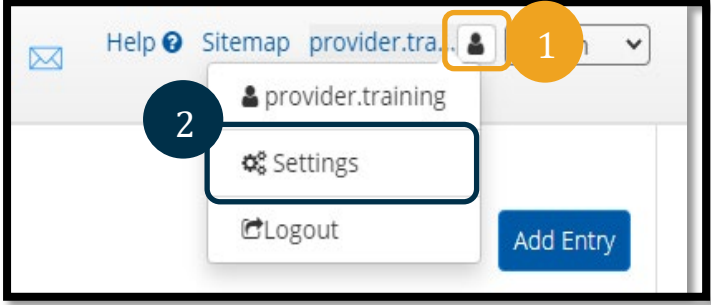 Help Sitemap provider.tra... 1
provider.training
2
Settings
Logout
Add Entry